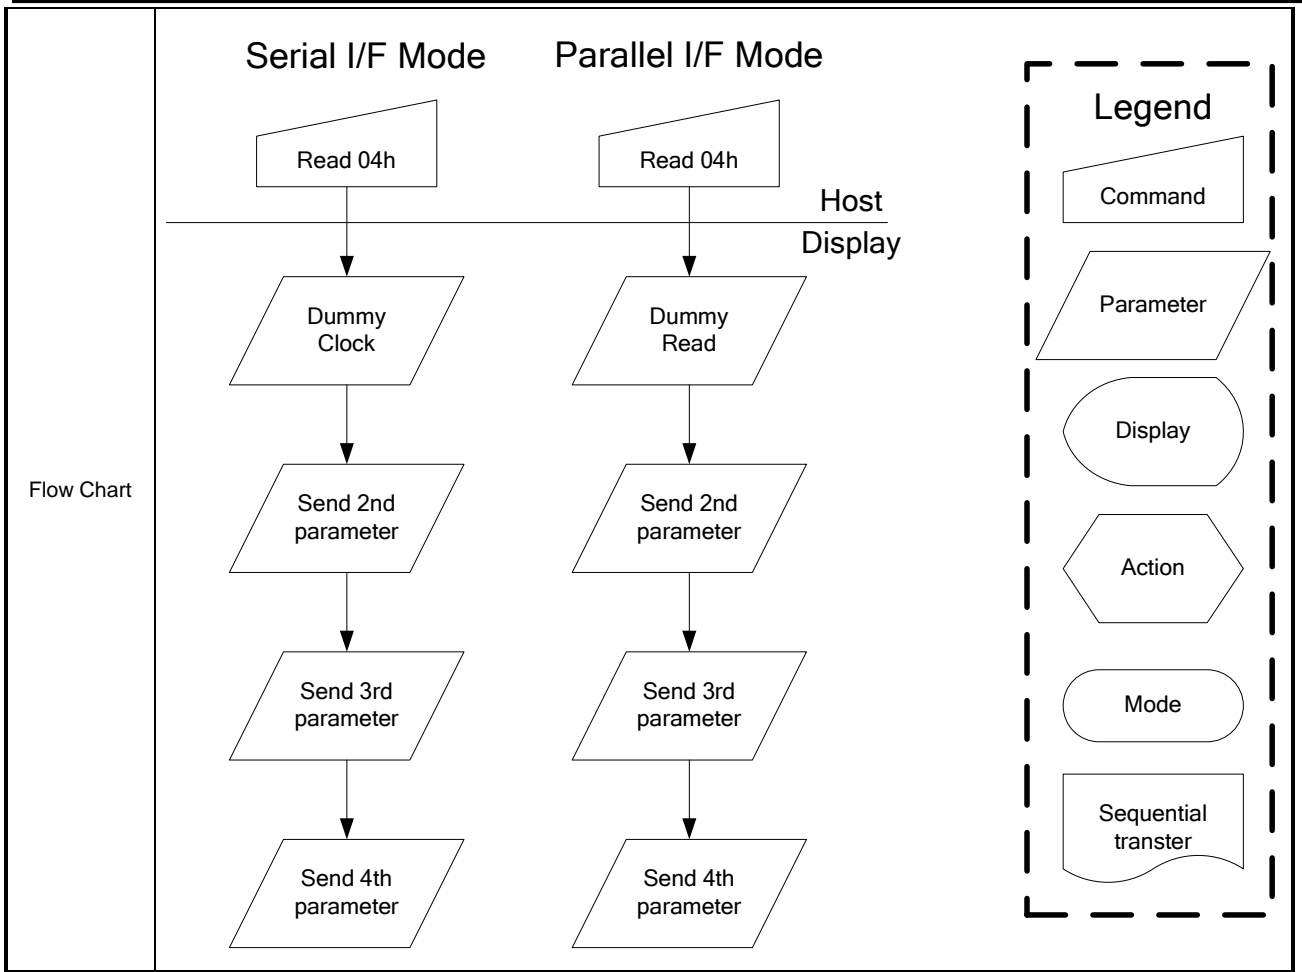 Flow Chart
Serial I/F Mode
Read 04h
Dummy
Clock
Send 2nd
parameter
Send 3rd
parameter
Send 4th
parameter
Parallel I/F Mode
Read 04h
Host
Display
Dummy
Read
Send 2nd
parameter
Send 3rd
parameter
Send 4th
parameter
Legend
Command
Parameter
Display
Action
Mode
Sequential
transter